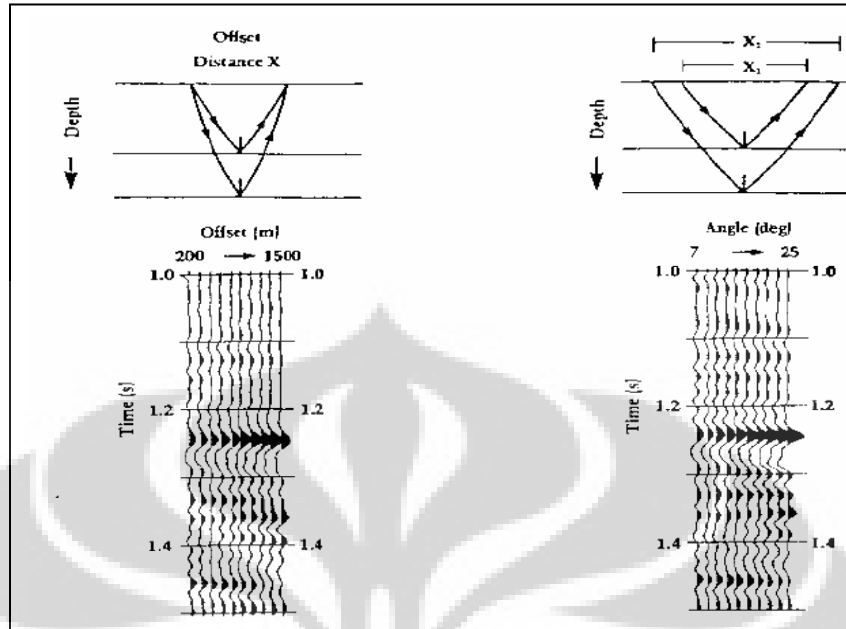 Offset
Distance X
Depth
Offset (m)
200 1500
1.0 1.0
1.2 1.2
Time (s)
1.4 1.4
X₂
X₁
Depth
Angle (deg)
7 25
1.0 1.0
1.2 1.2
Time (s)
1.4 1.4